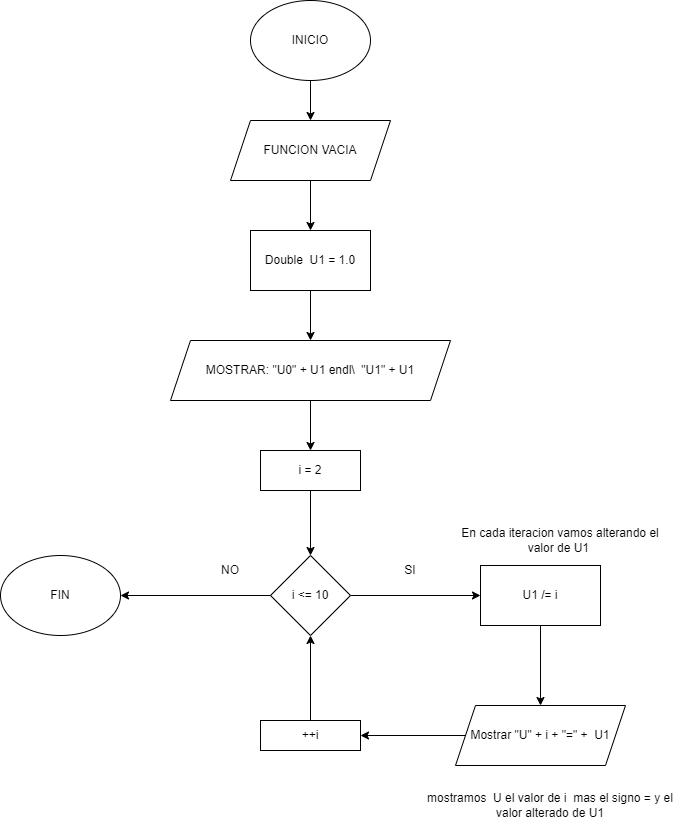 INICIO
FUNCION VACIA
Double  U1 = 1.0
MOSTRAR: "U0" + U1 endl\  "U1" + U1
i = 2
En cada iteracion vamos alterando el
valor de U1
NO
SI
FIN
i <= 10
U1 /= i
++i
Mostrar "U" + i + "=" +  U1
mostramos  U el valor de i  mas el signo = y el
valor alterado de U1